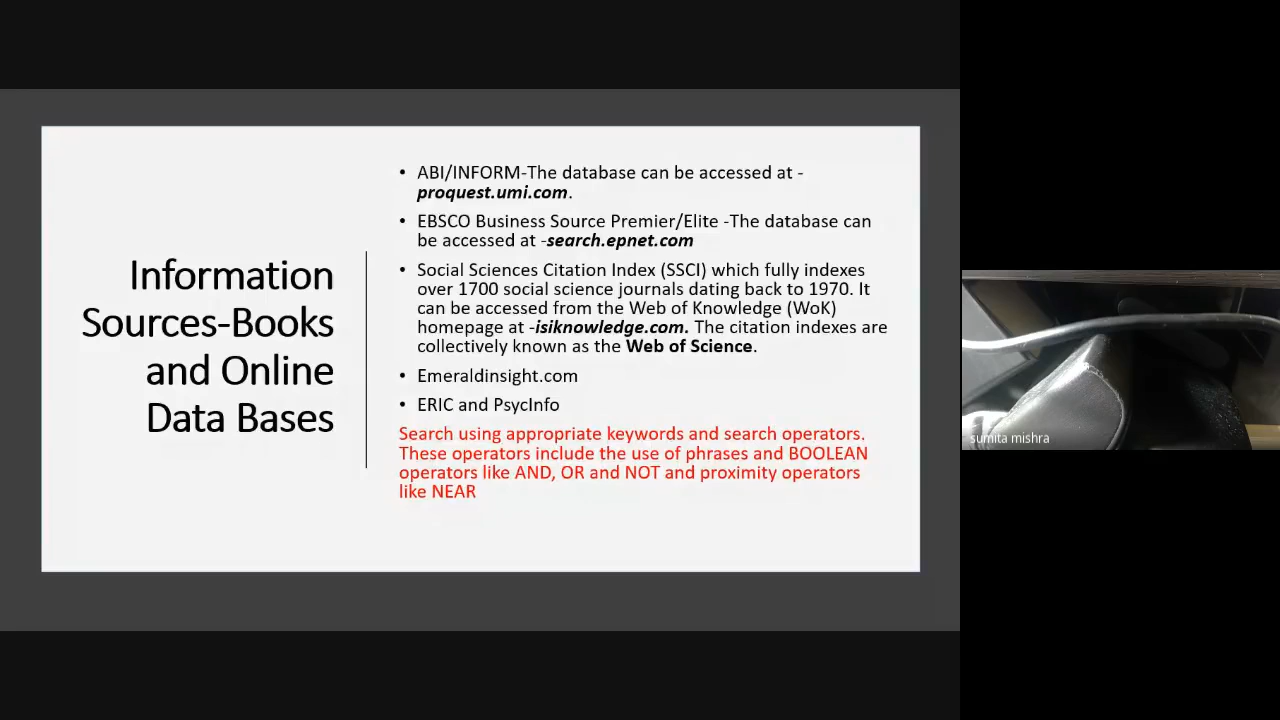 Information
Sources-Books
and Online
Data Bases
• ABI/INFORM-The database can be accessed at -
proquest.umi.com.
• EBSCO Business Source Premier/Elite -The database can
be accessed at -search.epnet.com
• Social Sciences Citation Index (SSCI) which fully indexes
over 1700 social science journals dating back to 1970. It
can be accessed from the Web of Knowledge (WoK)
homepage at -isiknowledge.com. The citation indexes are
collectively known as the Web of Science.
• Emeraldinsight.com
• ERIC and PsycInfo
Search using appropriate keywords and search operators.
These operators include the use of phrases and BOOLEAN
operators like AND, OR and NOT and proximity operators
like NEAR
sumita mishra